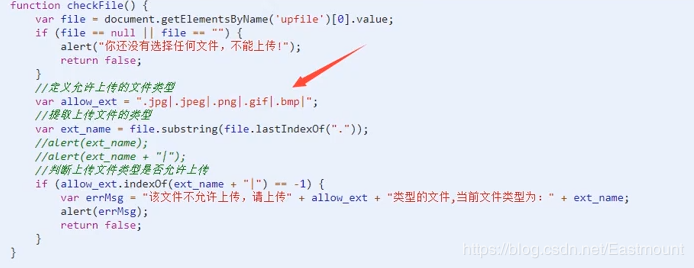 function checkFile() {
    var file = document.getElementsByName('upfile')[0].value;
    if (file == null || file == "") {
        alert("你还没有选择任何文件，不能上传!");
        return false;
    }
    //定义允许上传的文件类型
    var allow_ext = ".jpg|.jpeg|.png|.gif|.bmp|";
    //提取上传文件的类型
    var ext_name = file.substring(file.lastIndexOf("."));
    //alert(ext_name);
    //alert(ext_name + "|");
    //判断上传文件类型是否允许上传
    if (allow_ext.indexOf(ext_name + "|") == -1) {
        var errMsg = "该文件不允许上传，请上传" + allow_ext + "类型的文件,当前文件类型为：" + ext_name;
        alert(errMsg);
        return false;
    }
}
https://blog.csdn.net/Eastmount